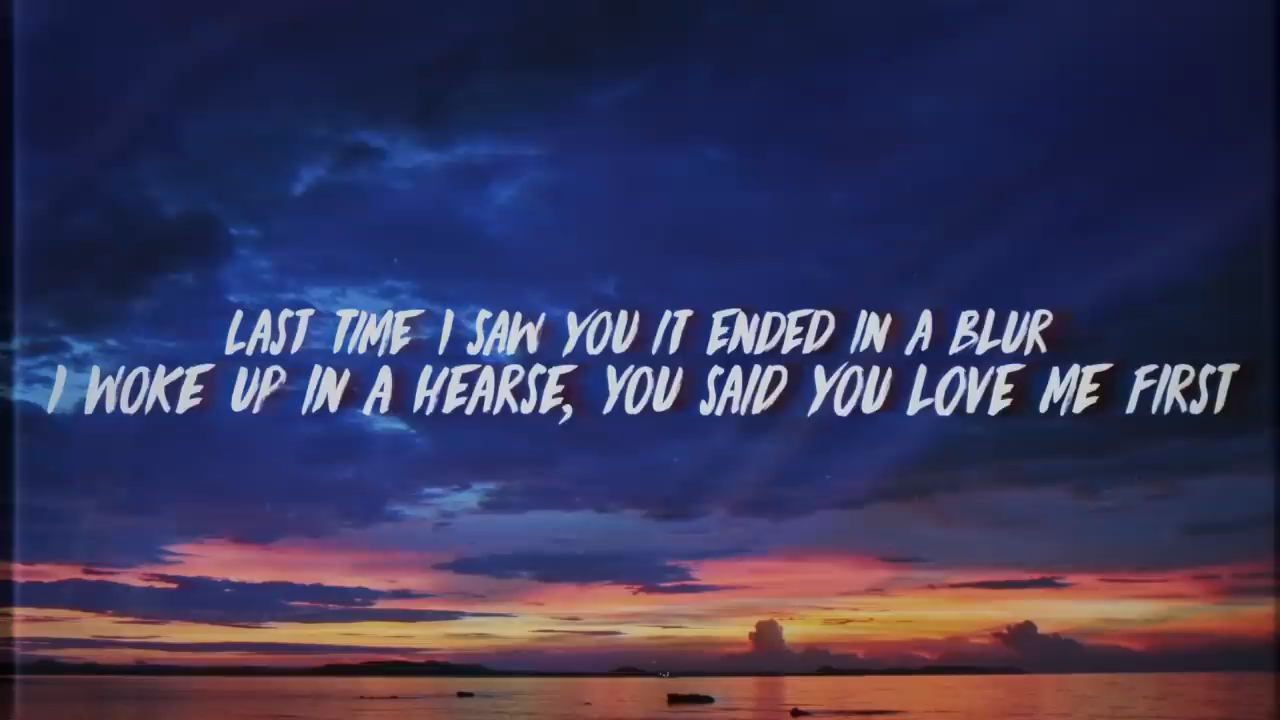 LAST TIME I SAW YOU IT ENDED IN A BLUR
I WOKE UP IN A HEARSE, YOU SAID YOU LOVE ME FIRST